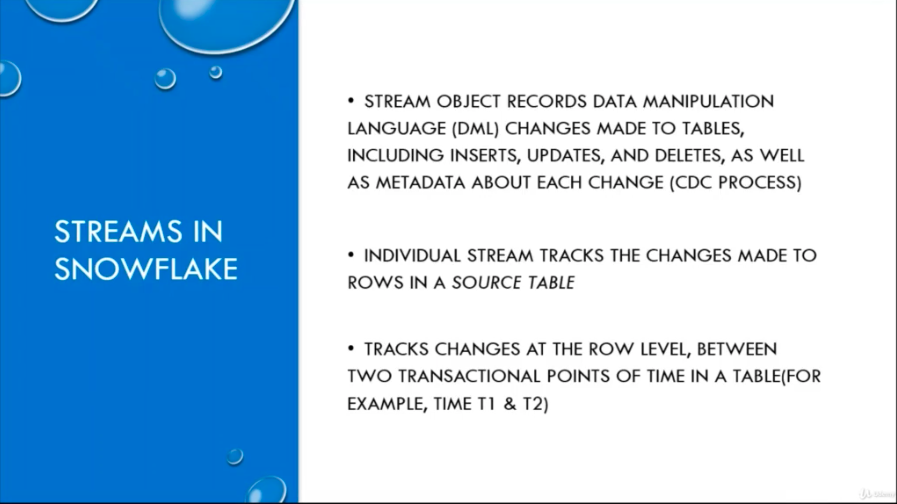 STREAMS IN
SNOWFLAKE
• STREAM OBJECT RECORDS DATA MANIPULATION
LANGUAGE (DML) CHANGES MADE TO TABLES,
INCLUDING INSERTS, UPDATES, AND DELETES, AS WELL
AS METADATA ABOUT EACH CHANGE (CDC PROCESS)
• INDIVIDUAL STREAM TRACKS THE CHANGES MADE TO
ROWS IN A SOURCE TABLE
• TRACKS CHANGES AT THE ROW LEVEL, BETWEEN
TWO TRANSACTIONAL POINTS OF TIME IN A TABLE(FOR
EXAMPLE, TIME T1 & T2)